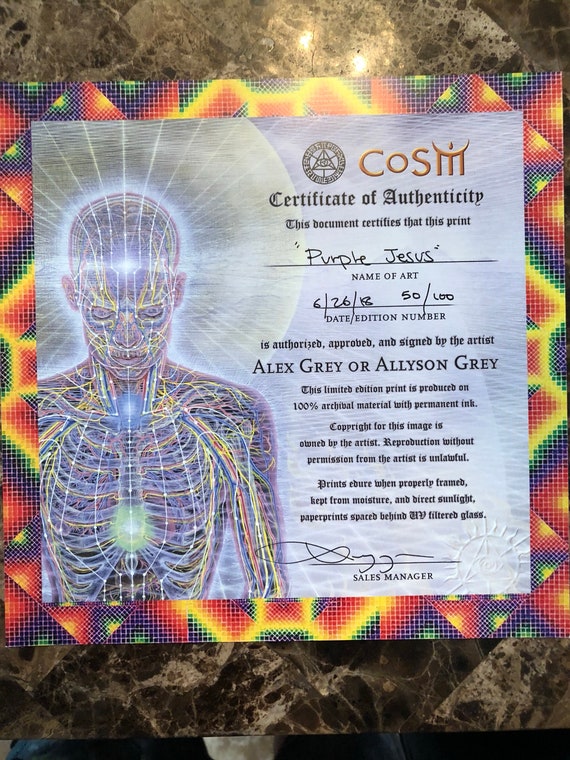 CoSM
Certificate of Authenticity
This document certifies that this print
"Purple Jesus"
NAME OF ART
6/26/18 50/100
DATE/EDITION NUMBER
is authorized, approved, and signed by the artist
ALEX GREY OR ALLYSON GREY
This limited edition print is produced on
100% archival material with permanent ink.
Copyright for this image is
owned by the artist. Reproduction without
permission from the artist is unlawful.
Prints edure when properly framed,
kept from moisture, and direct sunlight,
paperprints spaced behind UV filtered glass.
SALES MANAGER